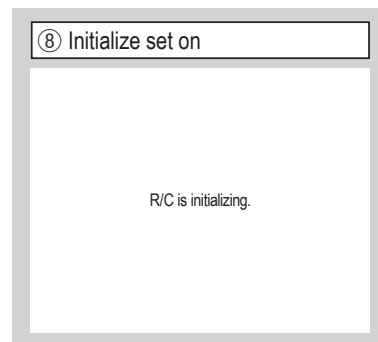 ⑧ Initialize set on
R/C is initializing.